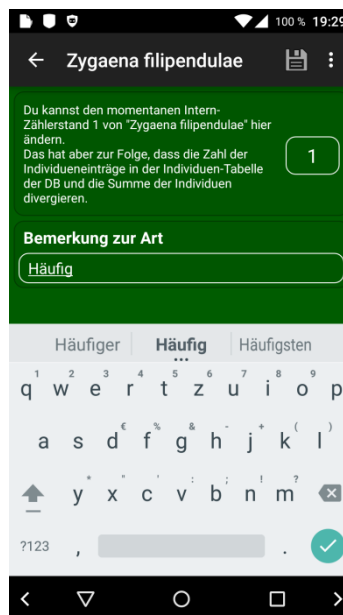 100 % 19:29
Zygaena filipendulae
Du kannst den momentanen Intern-
Zählerstand 1 von "Zygaena filipendulae" hier
ändern.
Das hat aber zur Folge, dass die Zahl der
Individueneinträge in der Individuen-Tabelle
der DB und die Summe der Individuen
divergieren.
1
Bemerkung zur Art
Häufig
Häufiger Häufig Häufigsten
1 2 3 4 5 6 7 8 9 0
q w e r t z u i o p
€ % & - + ( )
a s d f g h j k l
* " ' : ; ! ?
y x c v b n m
?123 , .